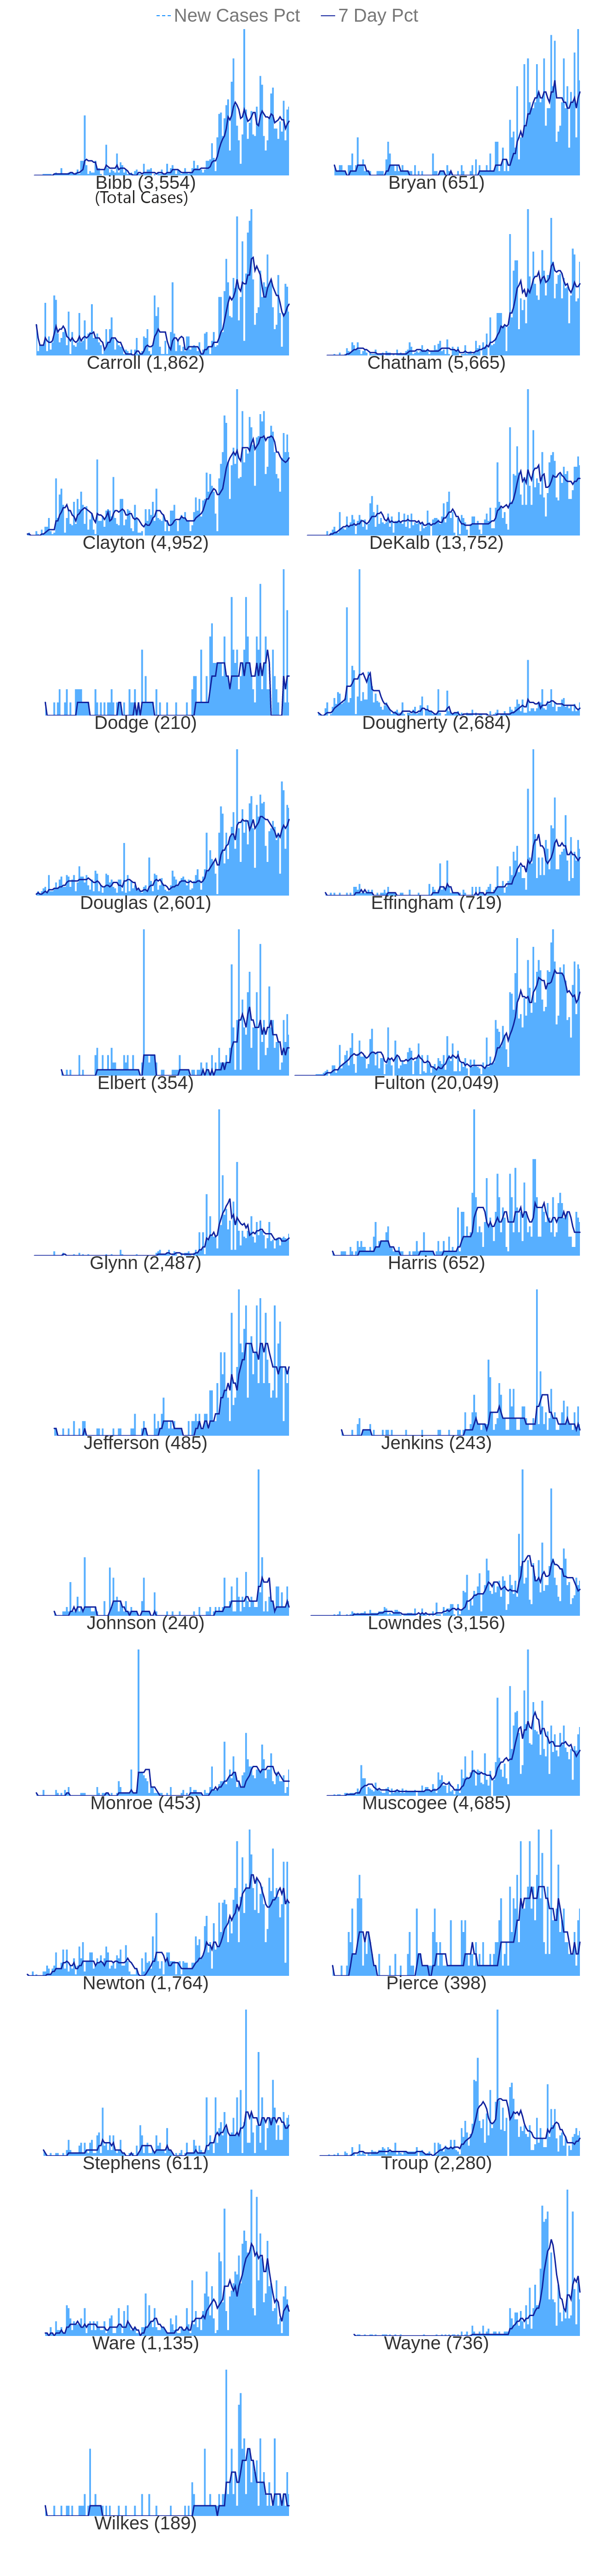 New Cases Pct 7 Day Pct
Bibb (3,554) Bryan (651)
(Total Cases)
Carroll (1,862) Chatham (5,665)
Clayton (4,952) DeKalb (13,752)
Dodge (210) Dougherty (2,684)
Douglas (2,601) Effingham (719)
Elbert (354) Fulton (20,049)
Glynn (2,487) Harris (652)
Jefferson (485) Jenkins (243)
Johnson (240) Lowndes (3,156)
Monroe (453) Muscogee (4,685)
Newton (1,764) Pierce (398)
Stephens (611) Troup (2,280)
Ware (1,135) Wayne (736)
Wilkes (189)